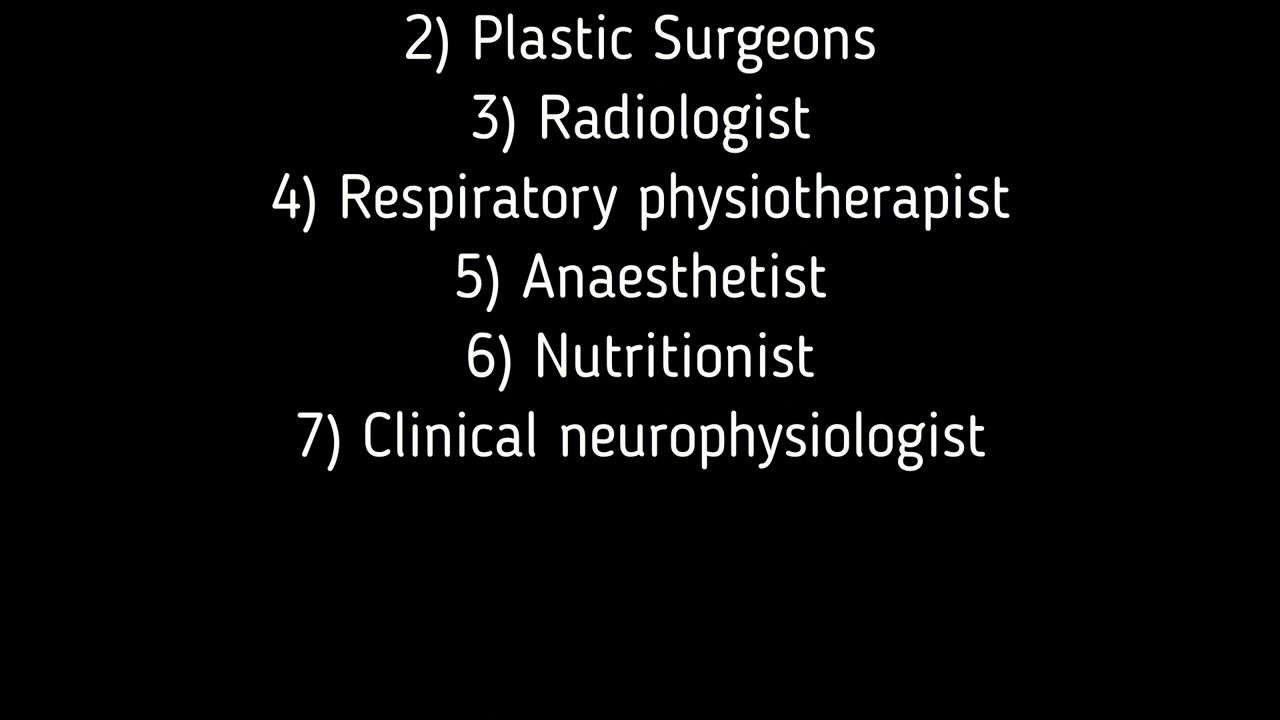 2) Plastic Surgeons
3) Radiologist
4) Respiratory physiotherapist
5) Anaesthetist
6) Nutritionist
7) Clinical neurophysiologist